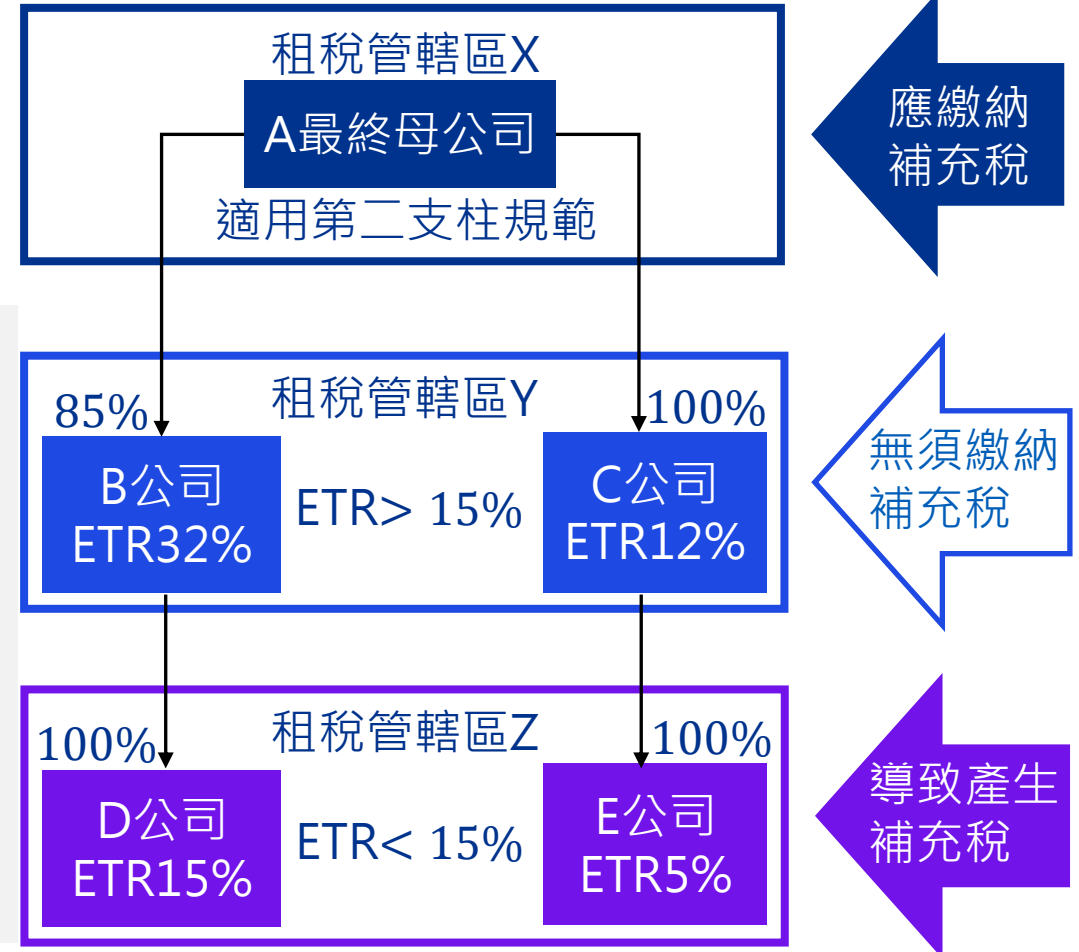 租稅管轄區X
A最終母公司
適用第二支柱規範
應繳納
補充稅
租稅管轄區Y
85%
100%
B公司
ETR32%
ETR> 15%
C公司
ETR12%
無須繳納
補充稅
租稅管轄區Z
100%
100%
D公司
ETR15%
ETR< 15%
E公司
ETR5%
導致產生
補充稅